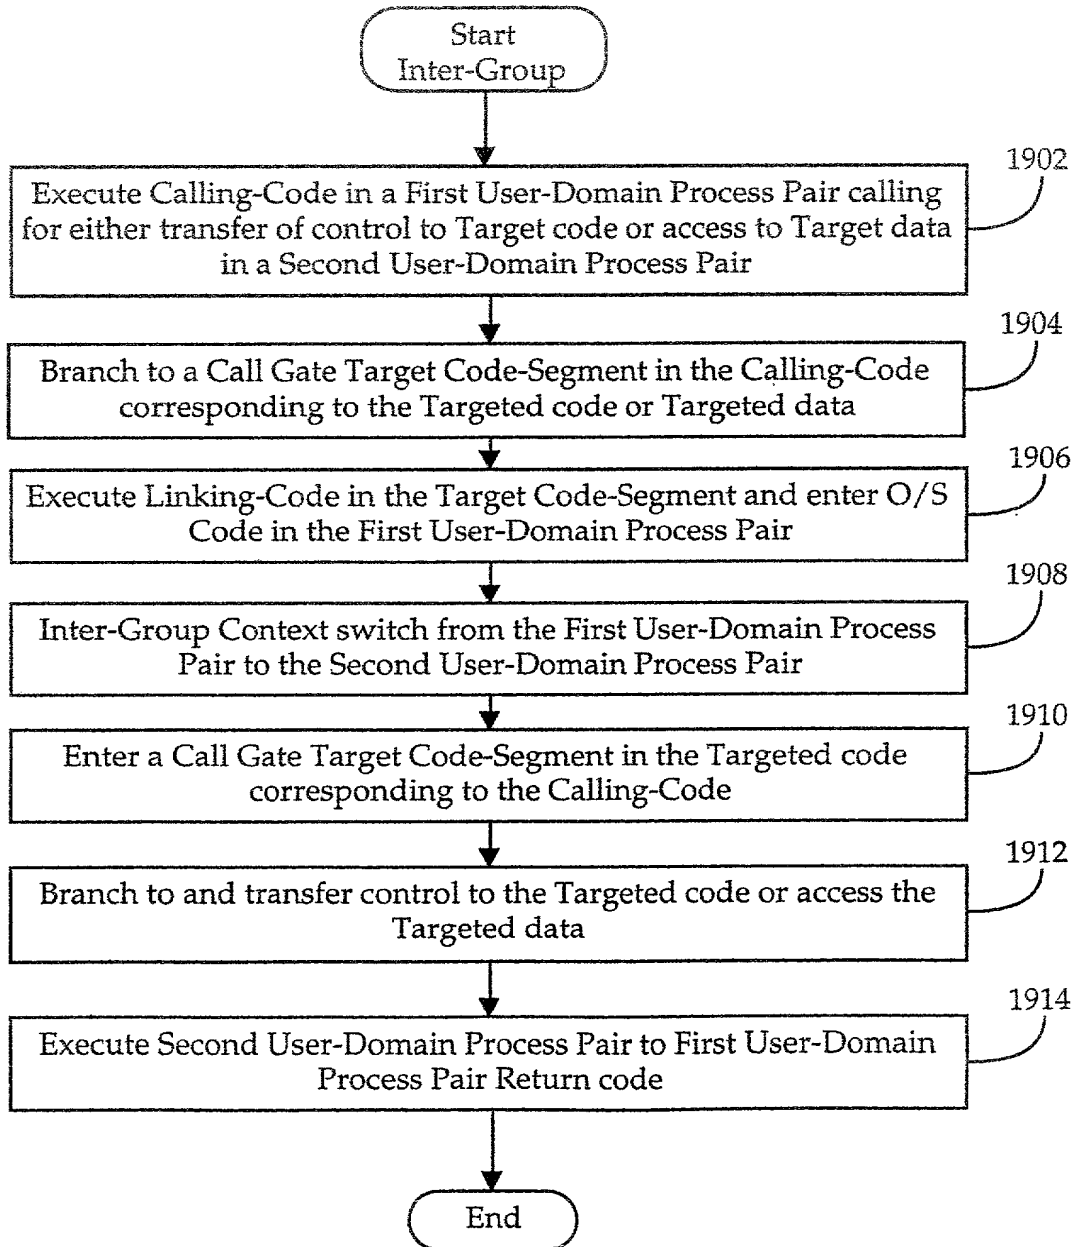 Start
Inter-Group
1902
Execute Calling-Code in a First User-Domain Process Pair calling
for either transfer of control to Target code or access to Target data
in a Second User-Domain Process Pair
1904
Branch to a Call Gate Target Code-Segment in the Calling-Code
corresponding to the Targeted code or Targeted data
1906
Execute Linking-Code in the Target Code-Segment and enter O/S
Code in the First User-Domain Process Pair
1908
Inter-Group Context switch from the First User-Domain Process
Pair to the Second User-Domain Process Pair
1910
Enter a Call Gate Target Code-Segment in the Targeted code
corresponding to the Calling-Code
1912
Branch to and transfer control to the Targeted code or access the
Targeted data
1914
Execute Second User-Domain Process Pair to First User-Domain
Process Pair Return code
End